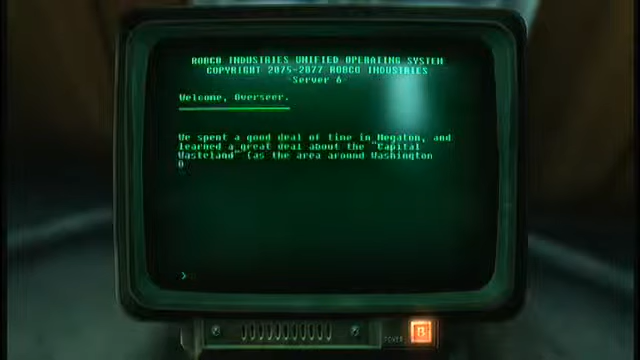 ROBCO INDUSTRIES UNIFIED OPERATING SYSTEM
COPYRIGHT 2075-2077 ROBCO INDUSTRIES
-Server 6-
Welcome, Overseer.
We spent a good deal of time in Megaton, and
learned a great deal about the "Capital
Wasteland" (as the area around Washington
>
POWER